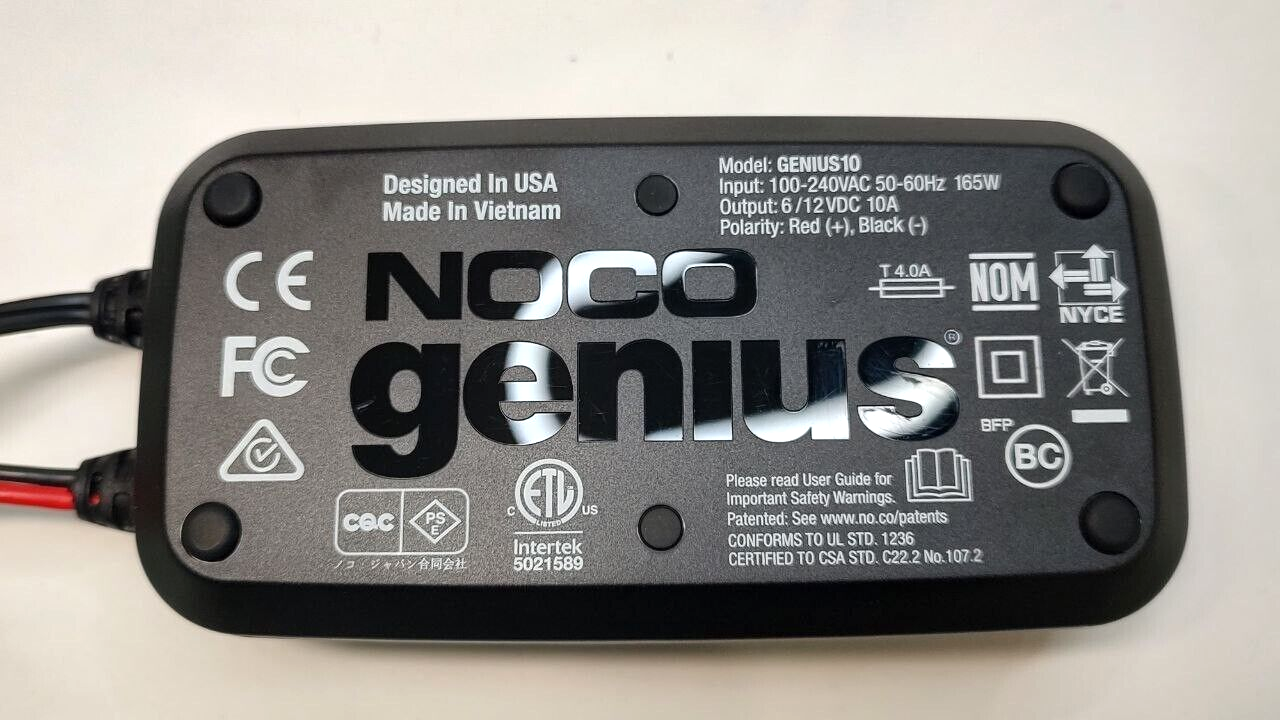 Designed In USA
Made In Vietnam
Model: GENIUS10
Input: 100-240VAC 50-60Hz 165W
Output: 6/12VDC 10A
Polarity: Red (+), Black (-)
CE
FC
NOCO
genius®
T 4.0A
NOM
NYCE
BFP
BC
CQC
PS
E
ノコ ジャパン合同会社
C ETL US
LISTED
Intertek
5021589
Please read User Guide for
Important Safety Warnings.
Patented: See www.no.co/patents
CONFORMS TO UL STD. 1236
CERTIFIED TO CSA STD. C22.2 No.107.2